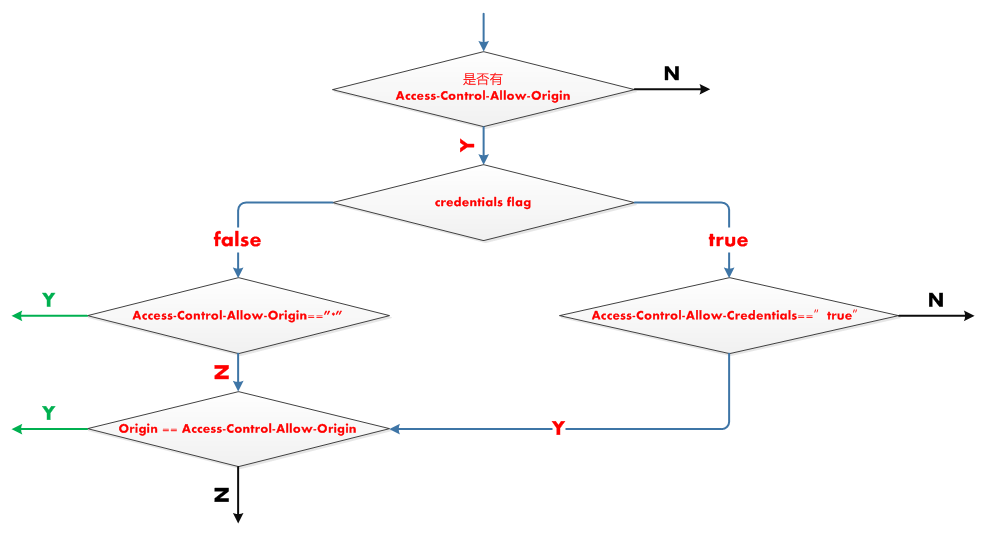 是否有
Access-Control-Allow-Origin
N
Y
credentials flag
false
true
Y
Access-Control-Allow-Origin=="*"
Access-Control-Allow-Credentials==" true"
N
N
Y
Origin == Access-Control-Allow-Origin
Y
N